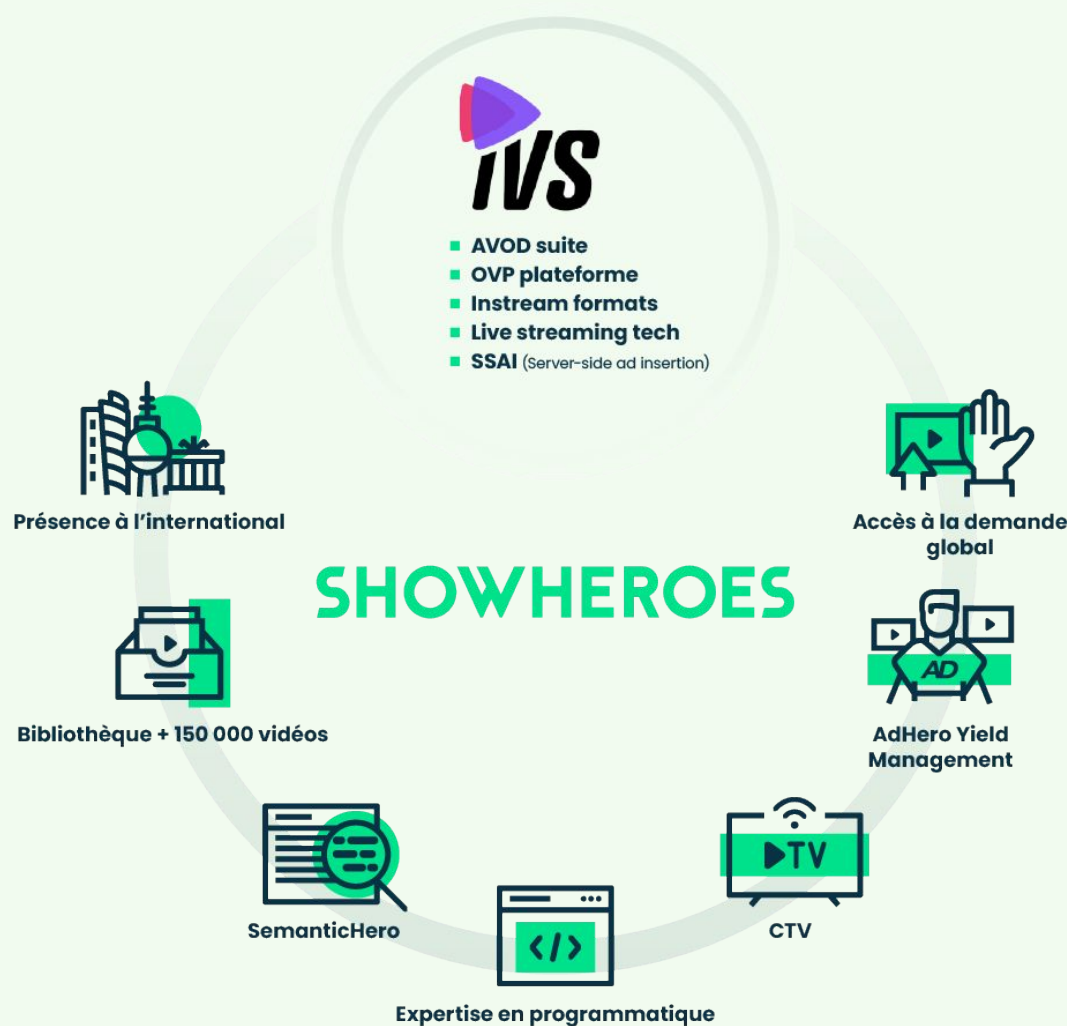 IVS
AVOD suite
OVP plateforme
Instream formats
Live streaming tech
SSAI (Server-side ad insertion)
Présence à l'international
Accès à la demande
global
SHOWHEROES
AD
Bibliothèque + 150 000 vidéos
AdHero Yield
Management
TV
SemanticHero
CTV
</>
Expertise en programmatique